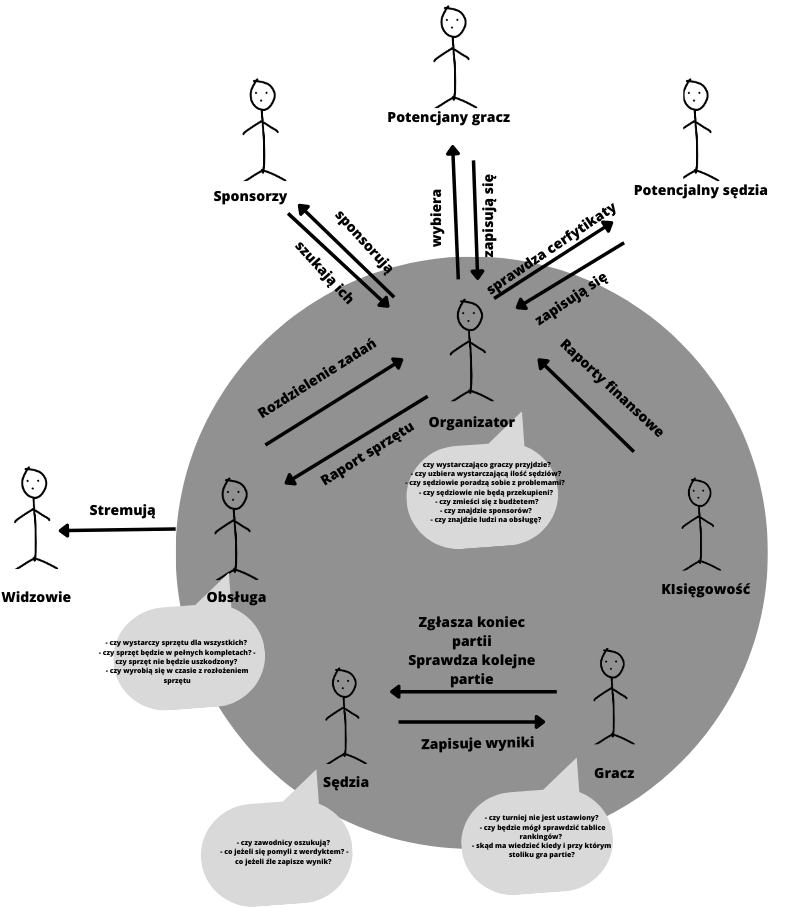 Potencjany gracz
Sponsorzy
Potencjalny sędzia
wybiera
zapisują się
sponsorują
szukają ich
sprawdza cerfytikaty
zapisują się
Rozdzielenie zadań
Raport sprzętu
Raporty finansowe
Organizator
czy wystarczająco graczy przyjdzie?
- czy uzbiera wystarczającą ilość sędziów?
- czy sędziowie poradzą sobie z problemami?
- czy sędziowie nie będą przekupieni?
- czy zmieści się z budżetem?
- czy znajdzie sponsorów?
- czy znajdzie ludzi na obsługę?
Stremują
Widzowie
Obsługa
KIsięgowość
- czy wystarczy sprzętu dla wszystkich?
- czy sprzęt będzie w pełnych kompletach? -
czy sprzęt nie będzie uszkodzony?
- czy wyrobią się w czasie z rozłożeniem
sprzętu
Zgłasza koniec
partii
Sprawdza kolejne
partie
Zapisuje wyniki
Sędzia
Gracz
- czy zawodnicy oszukują?
- co jeżeli się pomyli z werdyktem? -
co jeżeli źle zapisze wynik?
- czy turniej nie jest ustawiony?
- czy będzie mógł sprawdzić tablice
rankingów?
- skąd ma wiedzieć kiedy i przy którym
stoliku gra partie?